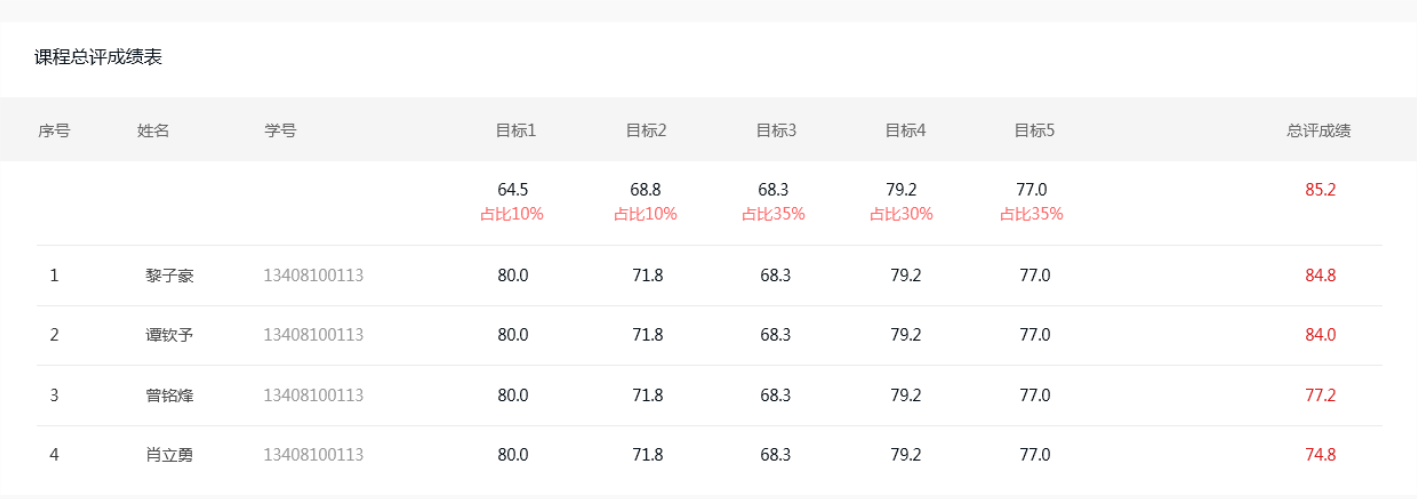 课程总评成绩表
序号 姓名 学号 目标1 目标2 目标3 目标4 目标5 总评成绩
64.5 68.8 68.3 79.2 77.0 85.2
占比10% 占比10% 占比35% 占比30% 占比35%
1 黎子豪 13408100113 80.0 71.8 68.3 79.2 77.0 84.8
2 谭钦予 13408100113 80.0 71.8 68.3 79.2 77.0 84.0
3 曾铭烽 13408100113 80.0 71.8 68.3 79.2 77.0 77.2
4 肖立勇 13408100113 80.0 71.8 68.3 79.2 77.0 74.8